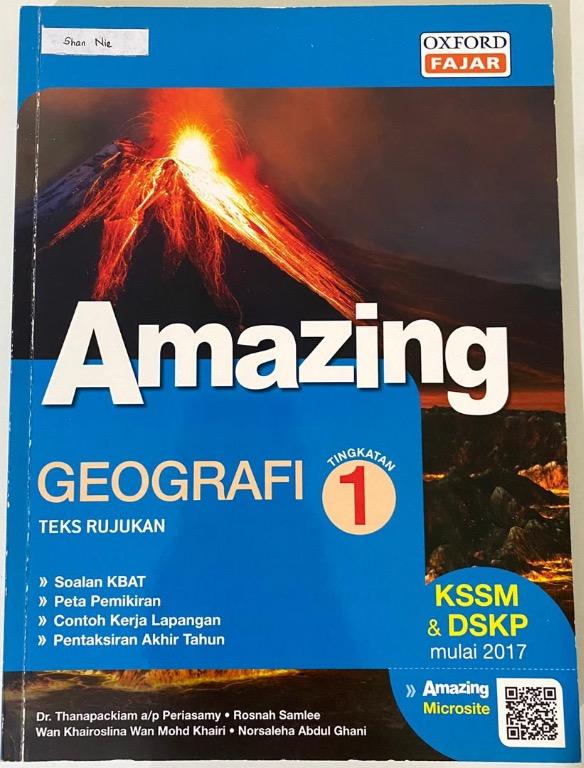 Shan Nie
OXFORD
FAJAR
Amazing
GEOGRAFI
TINGKATAN
1
TEKS RUJUKAN
» Soalan KBAT
» Peta Pemikiran
» Contoh Kerja Lapangan
» Pentaksiran Akhir Tahun
KSSM
& DSKP
mulai 2017
» Amazing
Microsite
Dr. Thanapackiam a/p Periasamy • Rosnah Samlee
Wan Khairoslina Wan Mohd Khairi • Norsaleha Abdul Ghani